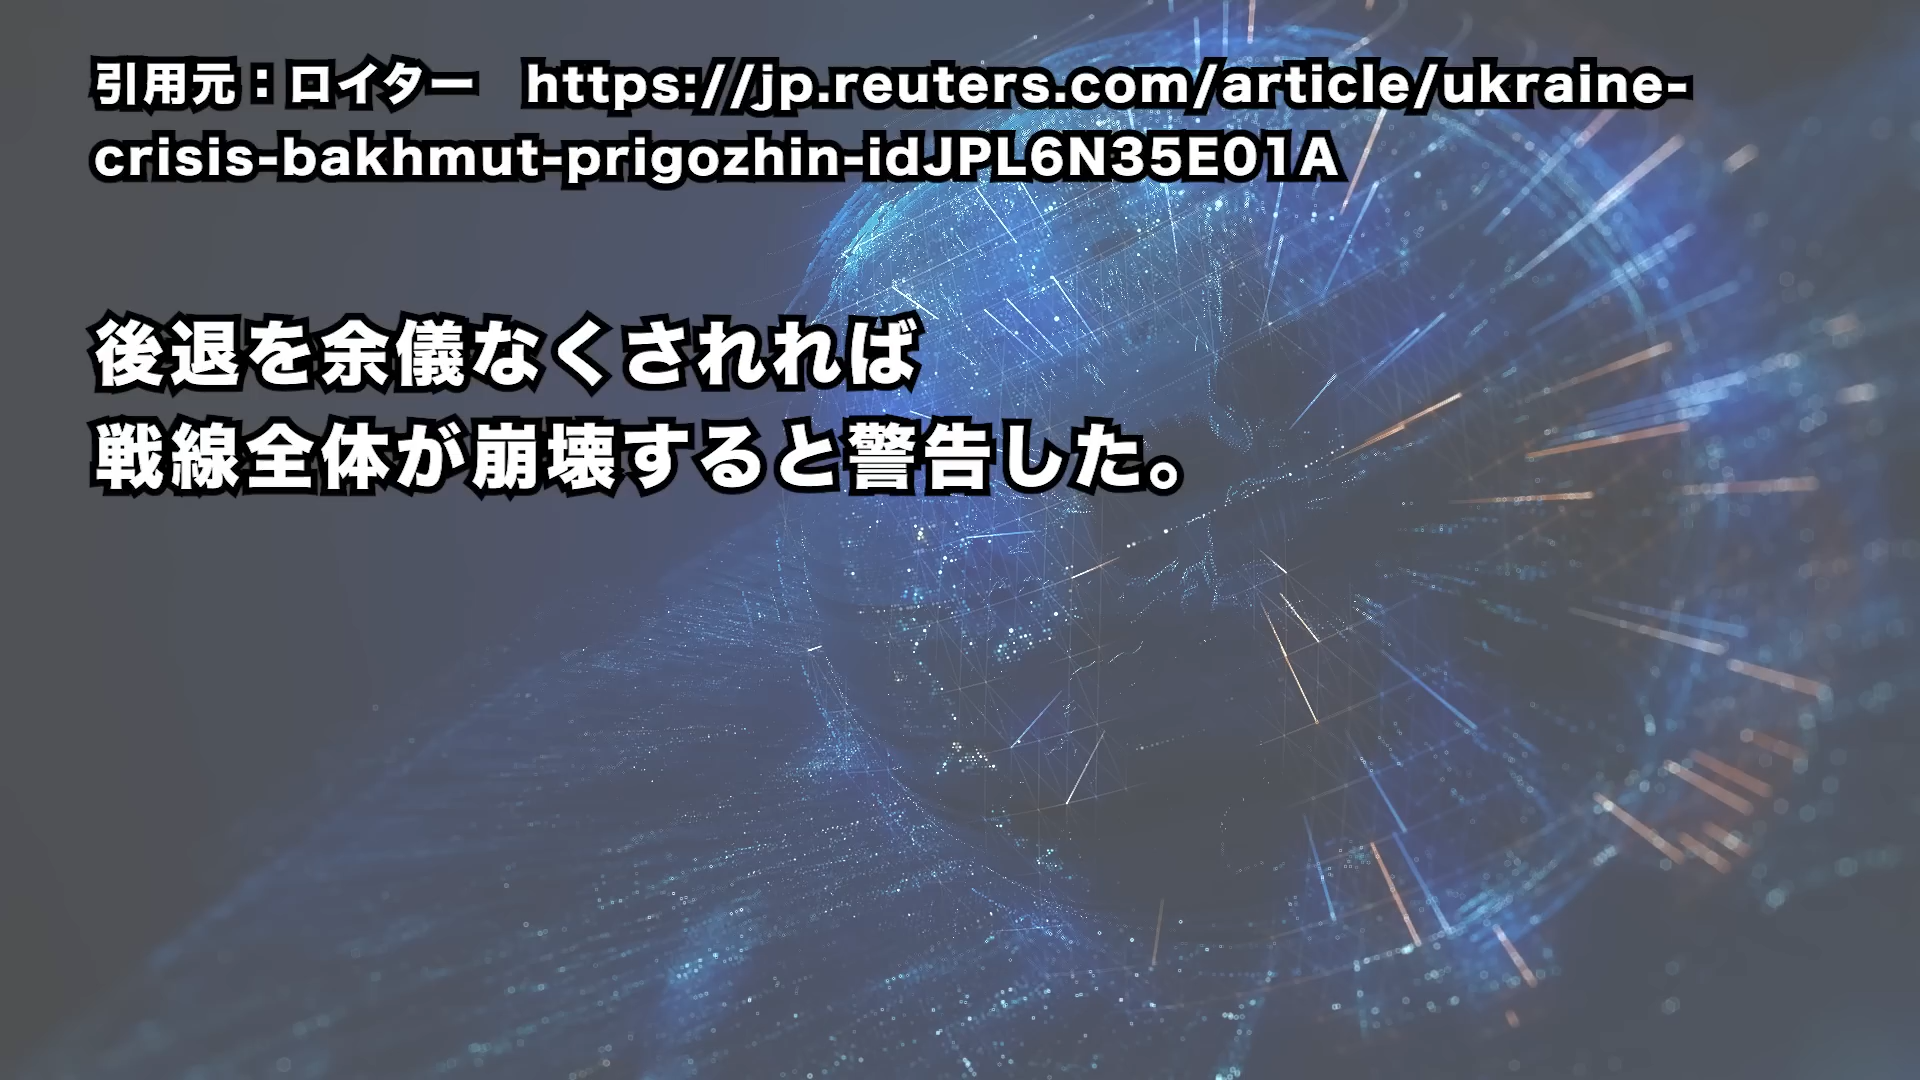 引用元：ロイター　https://jp.reuters.com/article/ukraine-
crisis-bakhmut-prigozhin-idJPL6N35E01A
後退を余儀なくされれば
戦線全体が崩壊すると警告した。